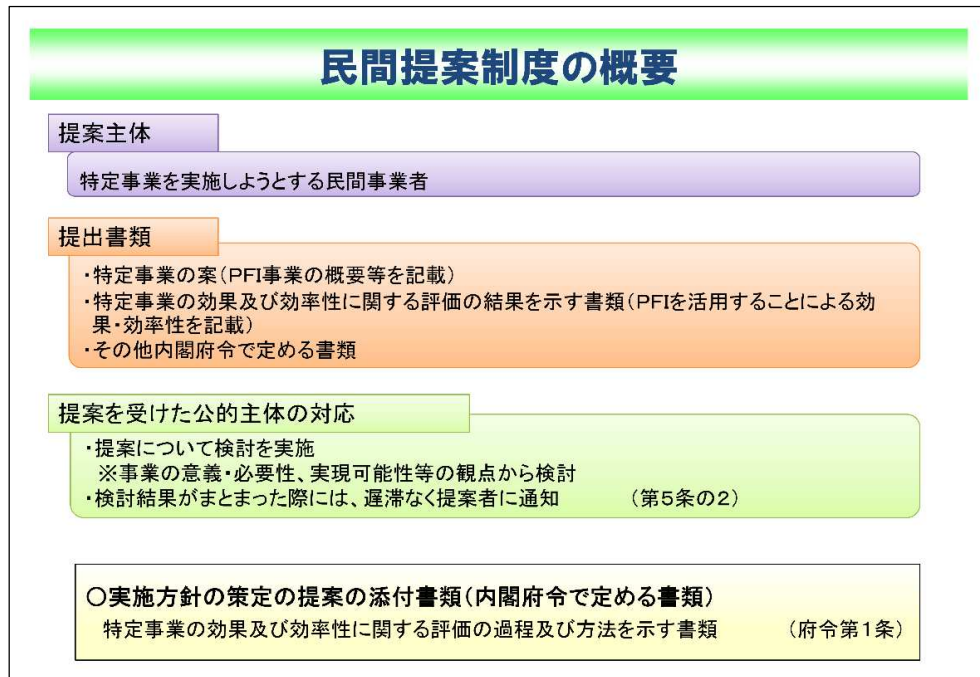 民間提案制度の概要
提案主体
特定事業を実施しようとする民間事業者
提出書類
・特定事業の案(PFI事業の概要等を記載)
・特定事業の効果及び効率性に関する評価の結果を示す書類(PFIを活用することによる効
果・効率性を記載)
・その他内閣府令で定める書類
提案を受けた公的主体の対応
・提案について検討を実施
※事業の意義・必要性、実現可能性等の観点から検討
・検討結果がまとまった際には、遅滞なく提案者に通知 (第5条の2)
○実施方針の策定の提案の添付書類(内閣府令で定める書類)
特定事業の効果及び効率性に関する評価の過程及び方法を示す書類 (府令第1条)